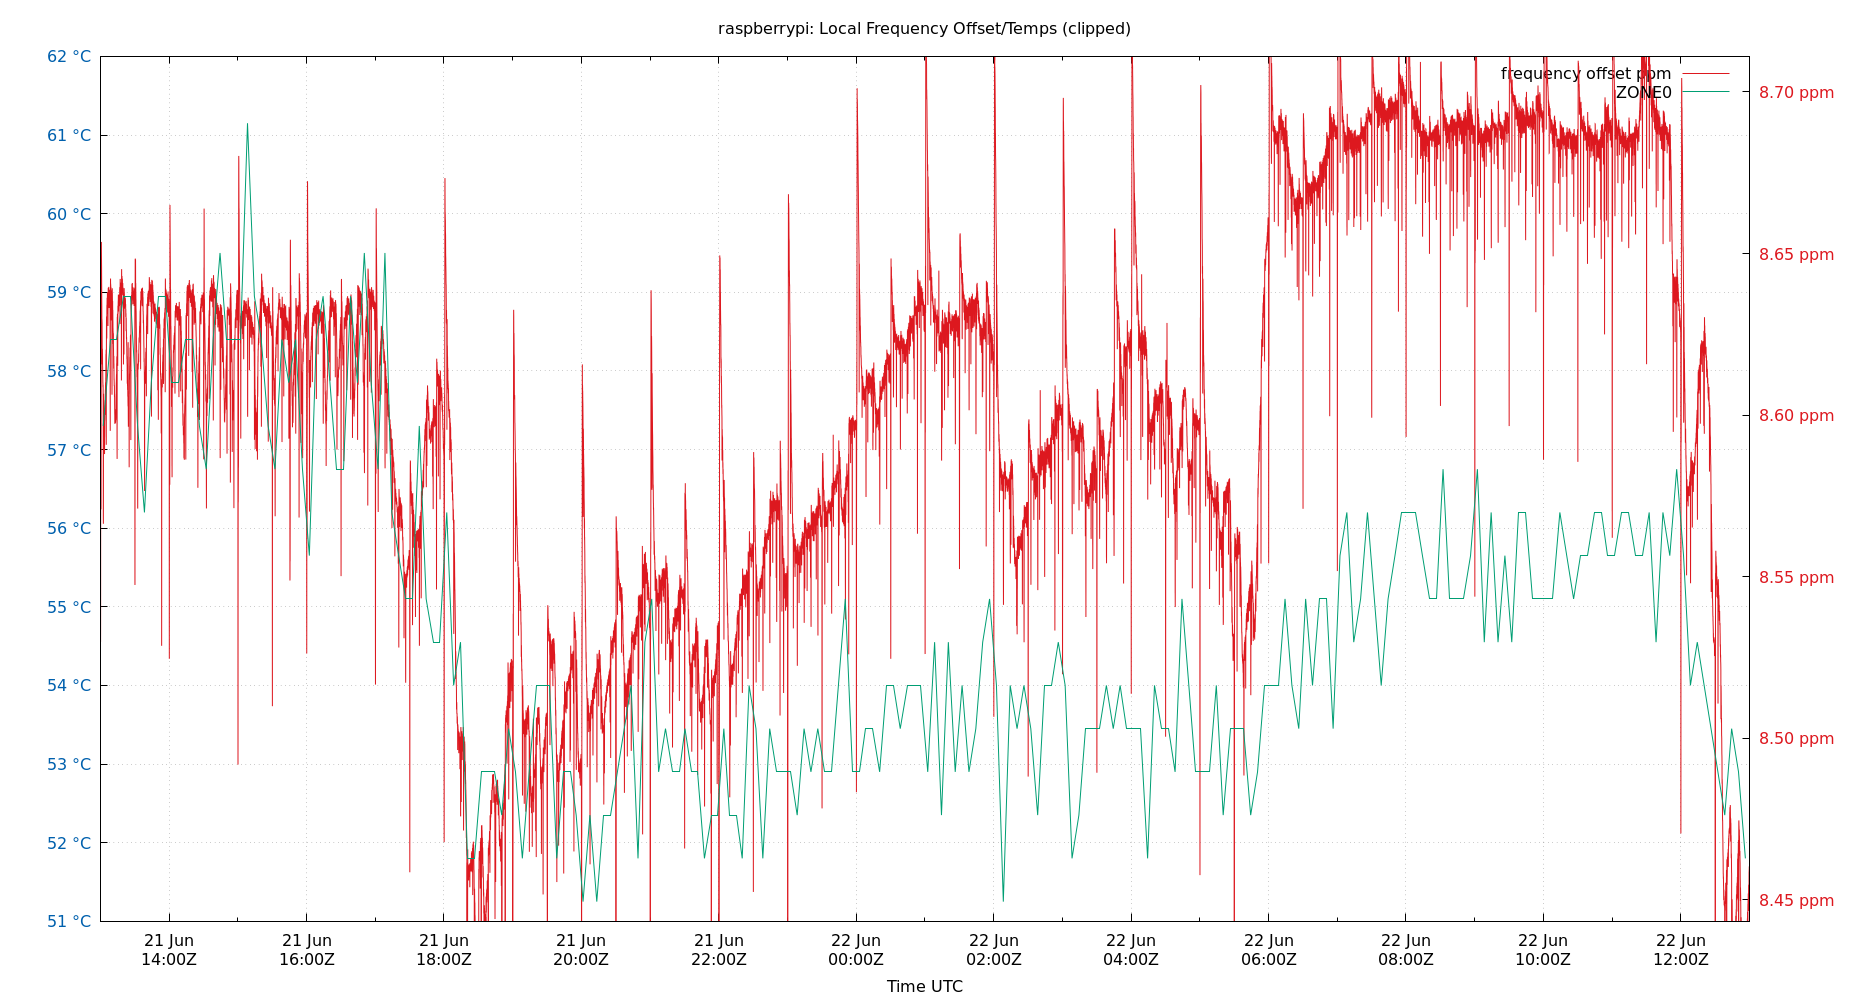 raspberrypi: Local Frequency Offset/Temps (clipped)
frequency offset ppm
ZONE0
62 °C
61 °C
60 °C
59 °C
58 °C
57 °C
56 °C
55 °C
54 °C
53 °C
52 °C
51 °C
8.70 ppm
8.65 ppm
8.60 ppm
8.55 ppm
8.50 ppm
8.45 ppm
21 Jun 21 Jun 21 Jun 21 Jun 21 Jun 22 Jun 22 Jun 22 Jun 22 Jun 22 Jun 22 Jun 22 Jun
14:00Z 16:00Z 18:00Z 20:00Z 22:00Z 00:00Z 02:00Z 04:00Z 06:00Z 08:00Z 10:00Z 12:00Z
Time UTC